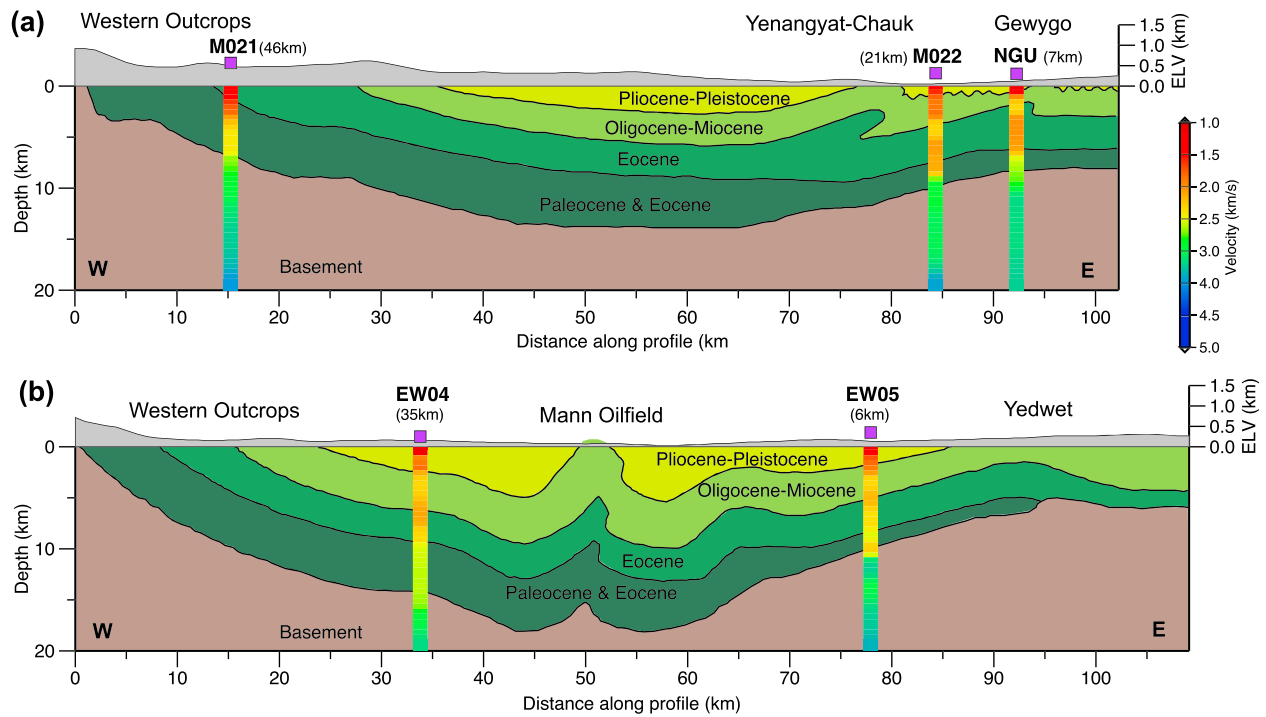 (a)
Western Outcrops
Yenangyat-Chauk
Gewygo
M021(46km)
(21km) M022
NGU (7km)
1.5
1.0
0.5
0.0
ELV (km)
0
10
20
Depth (km)
Pliocene-Pleistocene
Oligocene-Miocene
Eocene
Paleocene & Eocene
Basement
W
E
0 10 20 30 40 50 60 70 80 90 100
Distance along profile (km
1.0
1.5
2.0
2.5
3.0
3.5
4.0
4.5
5.0
Velocity (km/s)
(b)
Western Outcrops
EW04
(35km)
Mann Oilfield
EW05
(6km)
Yedwet
1.5
1.0
0.5
0.0
ELV (km)
0
10
20
Depth (km)
Pliocene-Pleistocene
Oligocene-Miocene
Eocene
Paleocene & Eocene
Basement
W
E
0 10 20 30 40 50 60 70 80 90 100
Distance along profile (km)